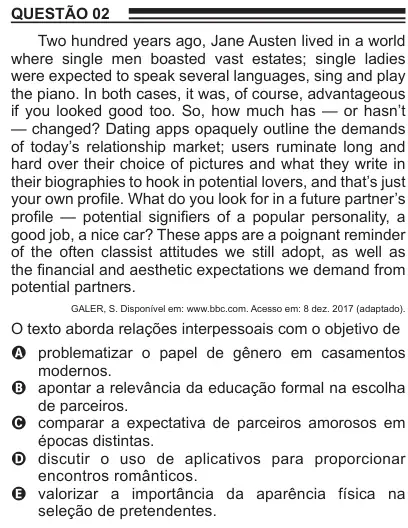 QUESTÃO 02
Two hundred years ago, Jane Austen lived in a world
where single men boasted vast estates; single ladies
were expected to speak several languages, sing and play
the piano. In both cases, it was, of course, advantageous
if you looked good too. So, how much has — or hasn't
— changed? Dating apps opaquely outline the demands
of today's relationship market; users ruminate long and
hard over their choice of pictures and what they write in
their biographies to hook in potential lovers, and that's just
your own profile. What do you look for in a future partner's
profile — potential signifiers of a popular personality, a
good job, a nice car? These apps are a poignant reminder
of the often classist attitudes we still adopt, as well as
the financial and aesthetic expectations we demand from
potential partners.
GALER, S. Disponível em: www.bbc.com. Acesso em: 8 dez. 2017 (adaptado).
O texto aborda relações interpessoais com o objetivo de
A problematizar o papel de gênero em casamentos
modernos.
B apontar a relevância da educação formal na escolha
de parceiros.
C comparar a expectativa de parceiros amorosos em
épocas distintas.
D discutir o uso de aplicativos para proporcionar
encontros românticos.
E valorizar a importância da aparência física na
seleção de pretendentes.